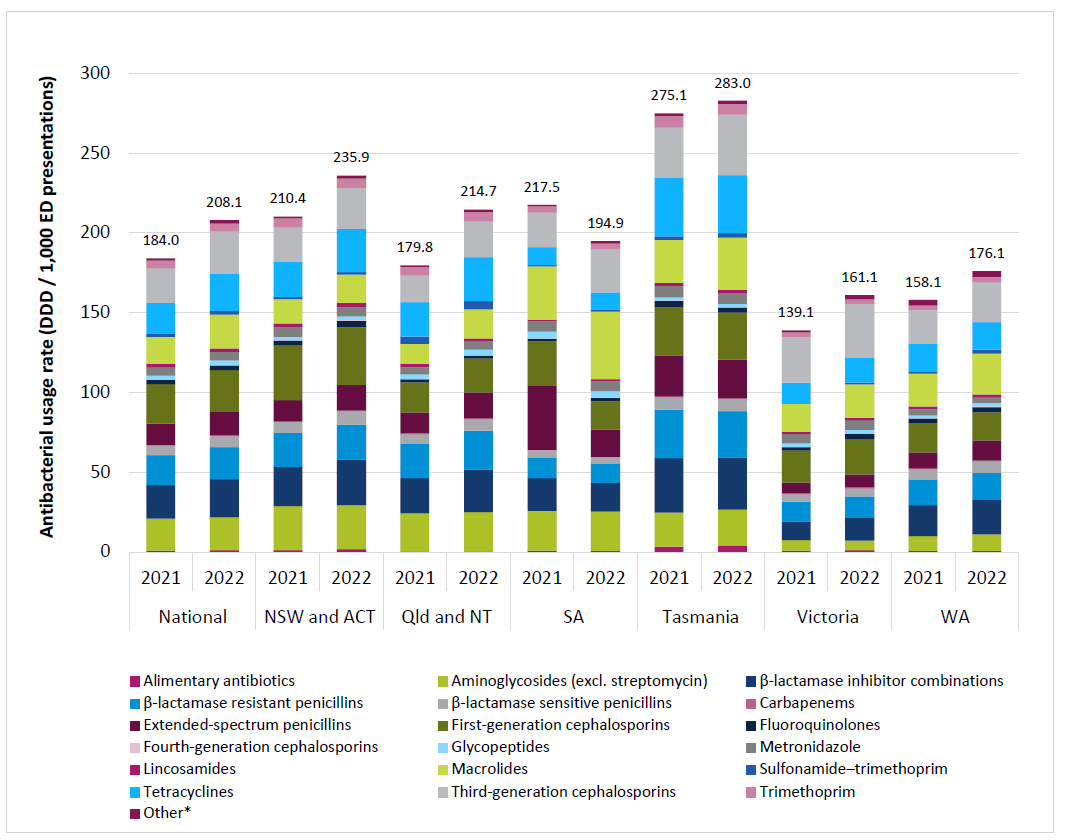 Antibacterial usage rate (DDD / 1,000 ED presentations)
300
250
200
150
100
50
0
184.0
208.1
210.4
235.9
179.8
214.7
217.5
194.9
275.1
283.0
139.1
161.1
158.1
176.1
2021 2022 2021 2022 2021 2022 2021 2022 2021 2022 2021 2022 2021 2022
National NSW and ACT Qld and NT SA Tasmania Victoria WA
Alimentary antibiotics Aminoglycosides (excl. streptomycin) β-lactamase inhibitor combinations
β-lactamase resistant penicillins β-lactamase sensitive penicillins Carbapenems
Extended-spectrum penicillins First-generation cephalosporins Fluoroquinolones
Fourth-generation cephalosporins Glycopeptides Metronidazole
Lincosamides Macrolides Sulfonamide–trimethoprim
Tetracyclines Third-generation cephalosporins Trimethoprim
Other*